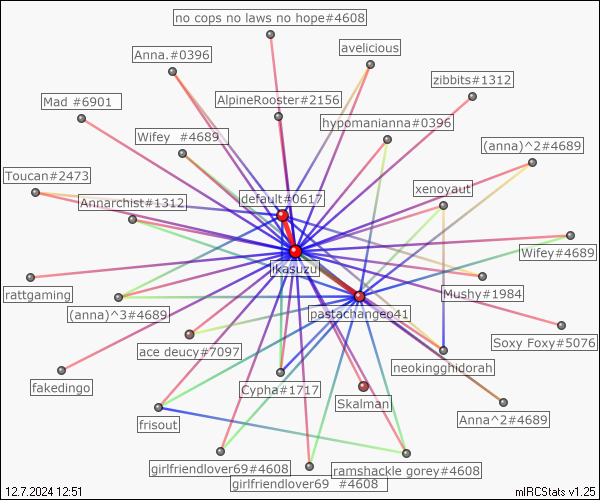 no cops no laws no hope#4608
avelicious
Anna.#0396
zibbits#1312
Mad #6901
AlpineRooster#2156
hypomanianna#0396
Wifey  #4689
(anna)^2#4689
Toucan#2473
xenoyaut
Annarchist#1312
default#0617
Wifey#4689
ikasuzuj
rattgaming
Mushy#1984
(anna)^3#4689
pastachangeo41
Soxy Foxy#5076
ace deucy#7097
neokingghidorah
fakedingo
Cypha#1717
Skalman
Anna^2#4689
frisout
girlfriendlover69#4608
ramshackle gorey#4608
girlfriendlover69  #4608
12.7.2024 12:51
mIRCStats v1.25